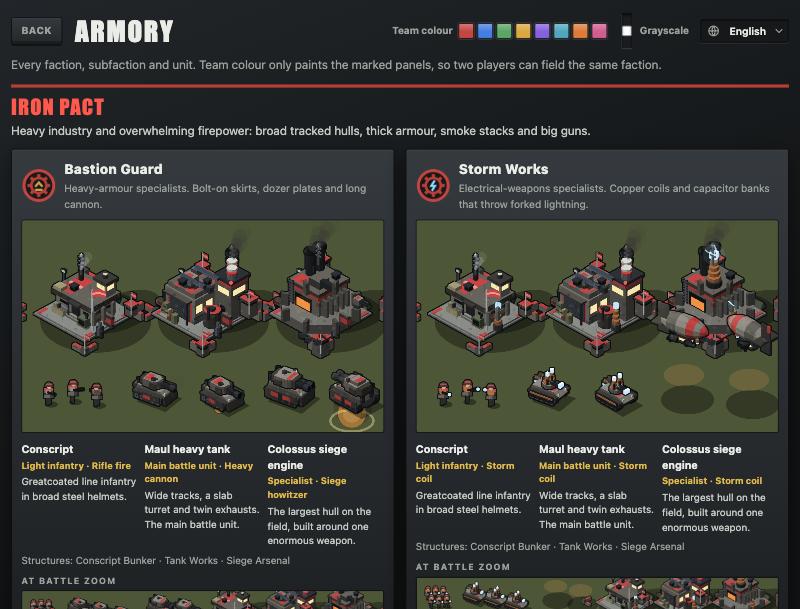 BACK
ARMORY
Team colour
Grayscale
English
Every faction, subfaction and unit. Team colour only paints the marked panels, so two players can field the same faction.
IRON PACT
Heavy industry and overwhelming firepower: broad tracked hulls, thick armour, smoke stacks and big guns.
Bastion Guard
Heavy-armour specialists. Bolt-on skirts, dozer plates and long
cannon.
Conscript
Light infantry · Rifle fire
Greatcoated line infantry
in broad steel helmets.
Maul heavy tank
Main battle unit · Heavy
cannon
Wide tracks, a slab
turret and twin exhausts.
The main battle unit.
Colossus siege
engine
Specialist · Siege
howitzer
The largest hull on the
field, built around one
enormous weapon.
Structures: Conscript Bunker · Tank Works · Siege Arsenal
AT BATTLE ZOOM
Storm Works
Electrical-weapons specialists. Copper coils and capacitor banks
that throw forked lightning.
Conscript
Light infantry · Storm
coil
Greatcoated line infantry
in broad steel helmets.
Maul heavy tank
Main battle unit · Storm
coil
Wide tracks, a slab
turret and twin exhausts.
The main battle unit.
Colossus siege
engine
Specialist · Storm coil
The largest hull on the
field, built around one
enormous weapon.
Structures: Conscript Bunker · Tank Works · Siege Arsenal
AT BATTLE ZOOM